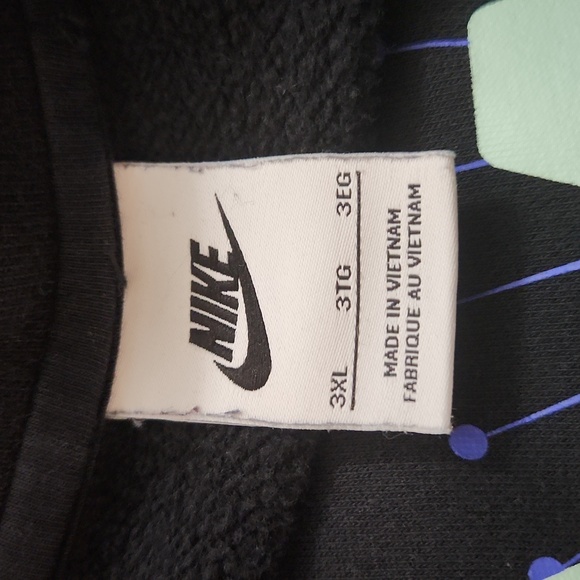 NIKE
3XL 3TG 3EG
MADE IN VIETNAM
FABRIQUE AU VIETNAM